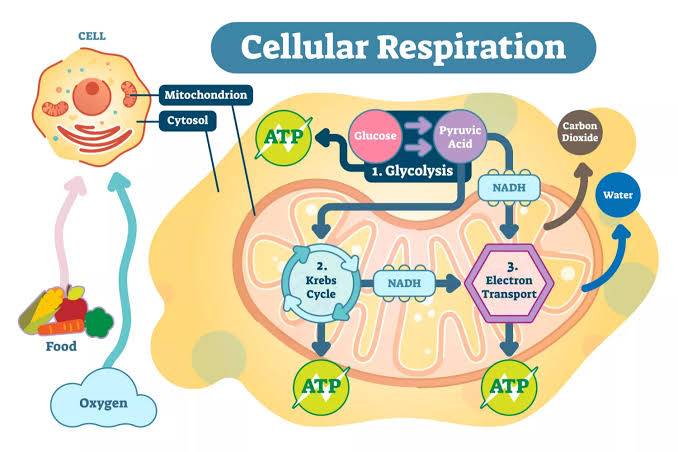 CELL
Cellular Respiration
Mitochondrion
Cytosol
ATP
Glucose
Pyruvic
Acid
1. Glycolysis
Carbon
Dioxide
NADH
Water
2.
Krebs
Cycle
NADH
3.
Electron
Transport
Food
ATP
ATP
Oxygen